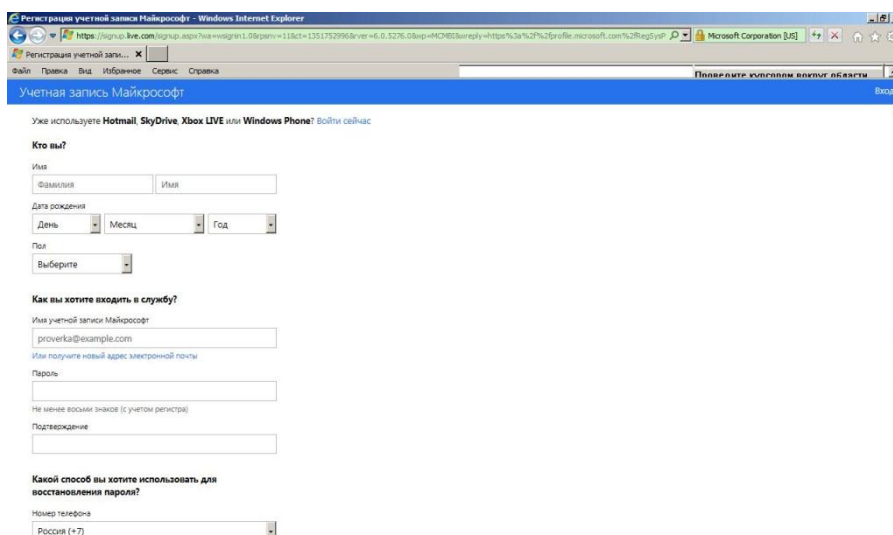 Регистрация учетной записи Майкрософт - Windows Internet Explorer
Microsoft Corporation [US]
Регистрация учетной запи... X
Файл Правка Вид Избранное Сервис Справка
Проведите курсором вокруг области
Учетная запись Майкрософт
Вход
Уже используете Hotmail, SkyDrive, Xbox LIVE или Windows Phone? Войти сейчас
Кто вы?
Имя
Фамилия Имя
Дата рождения
День Месяц Год
Пол
Выберите
Как вы хотите входить в службу?
Имя учетной записи Майкрософт
proverka@example.com
Или получите новый адрес электронной почты
Пароль
Не менее восьми знаков (с учетом регистра)
Подтверждение
Какой способ вы хотите использовать для
восстановления пароля?
Номер телефона
Россия (+7)